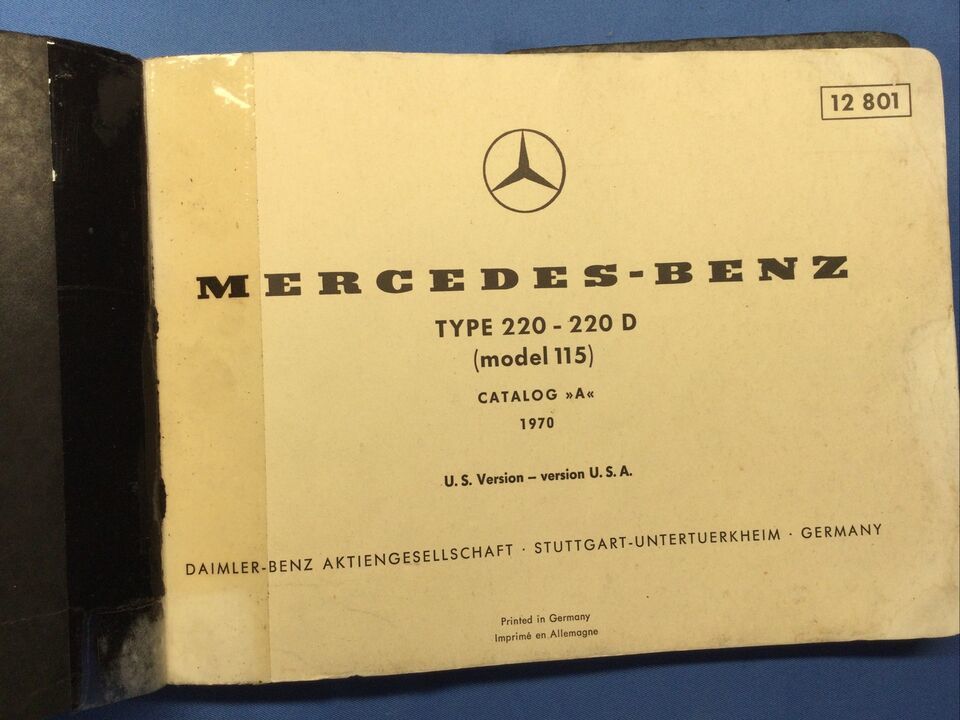 12 801
MERCEDES-BENZ
TYPE 220 - 220 D
(model 115)
CATALOG »A«
1970
U. S. Version – version U. S. A.
DAIMLER-BENZ AKTIENGESELLSCHAFT · STUTTGART-UNTERTUERKHEIM · GERMANY
Printed in Germany
Imprimé en Allemagne